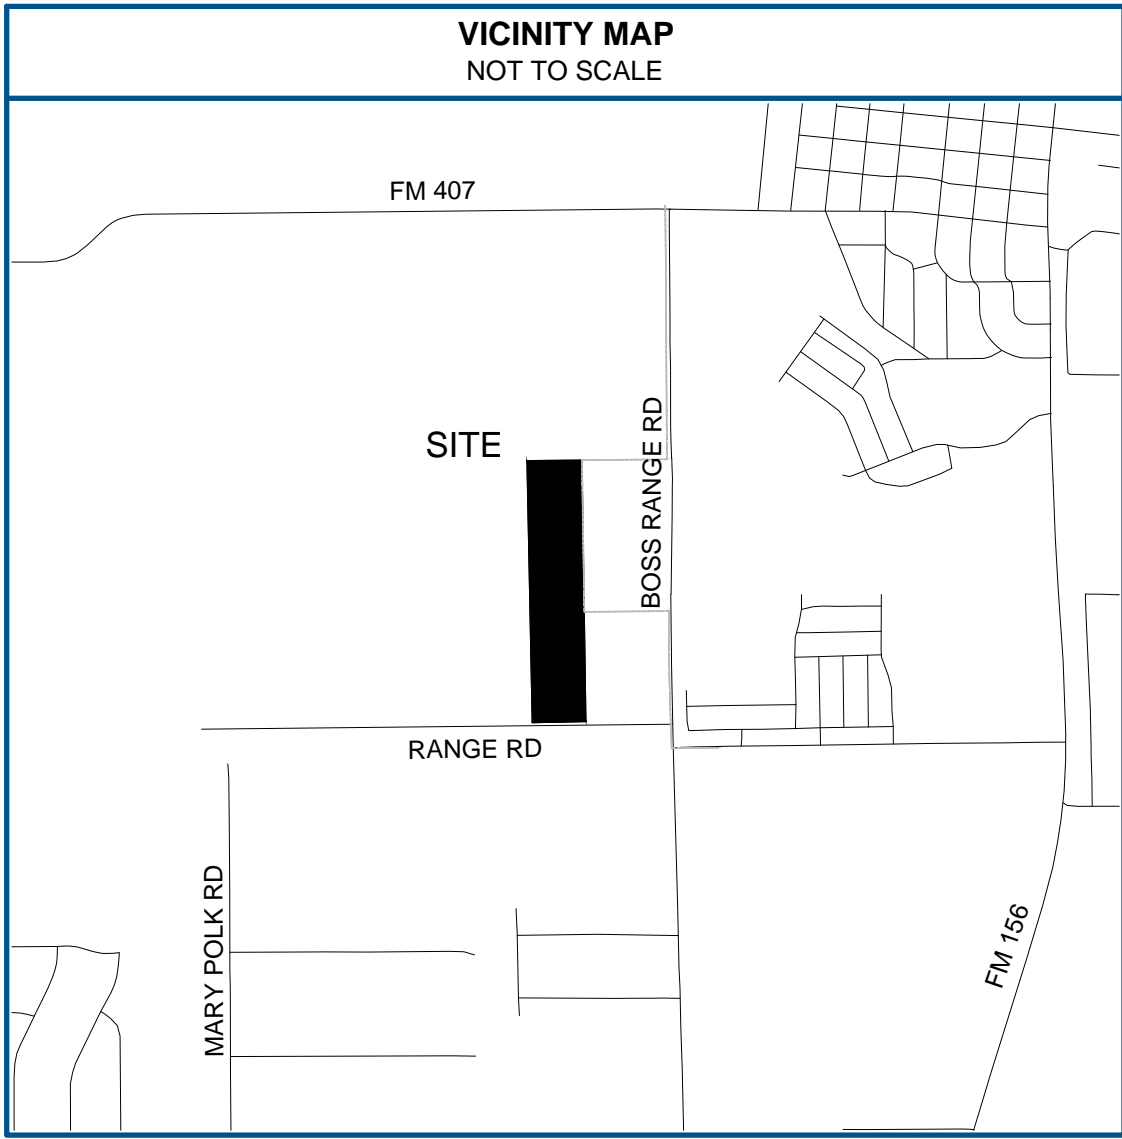 VICINITY MAP
NOT TO SCALE
FM 407
SITE
BOSS RANGE RD
RANGE RD
MARY POLK RD
FM 156